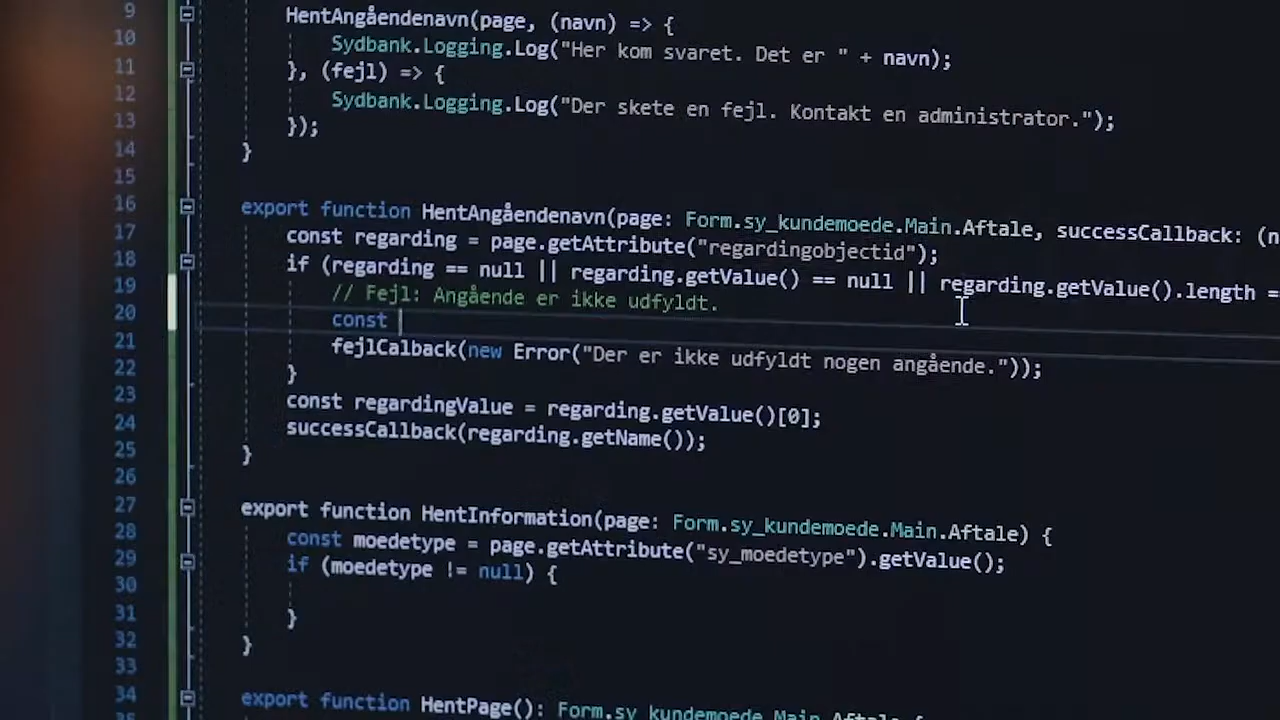 9 HentAngåendenavn(page, (navn) => {
10 Sydbank.Logging.Log("Her kom svaret. Det er " + navn);
11 }, (fejl) => {
12 Sydbank.Logging.Log("Der skete en fejl. Kontakt en administrator.");
13 });
14 }
15
16 export function HentAngåendenavn(page: Form.sy_kundemoede.Main.Aftale, successCallback: (n
17 const regarding = page.getAttribute("regardingobjectid");
18 if (regarding == null || regarding.getValue() == null || regarding.getValue().length =
19 // Fejl: Angående er ikke udfyldt.
20 const
21 fejlCalback(new Error("Der er ikke udfyldt nogen angående."));
22 }
23 const regardingValue = regarding.getValue()[0];
24 successCallback(regarding.getName());
25 }
26
27 export function HentInformation(page: Form.sy_kundemoede.Main.Aftale) {
28 const moedetype = page.getAttribute("sy_moedetype").getValue();
29 if (moedetype != null) {
30
31 }
32 }
33
34 export function HentPage(): Form.sy_kundemoede.Main.Aftale {